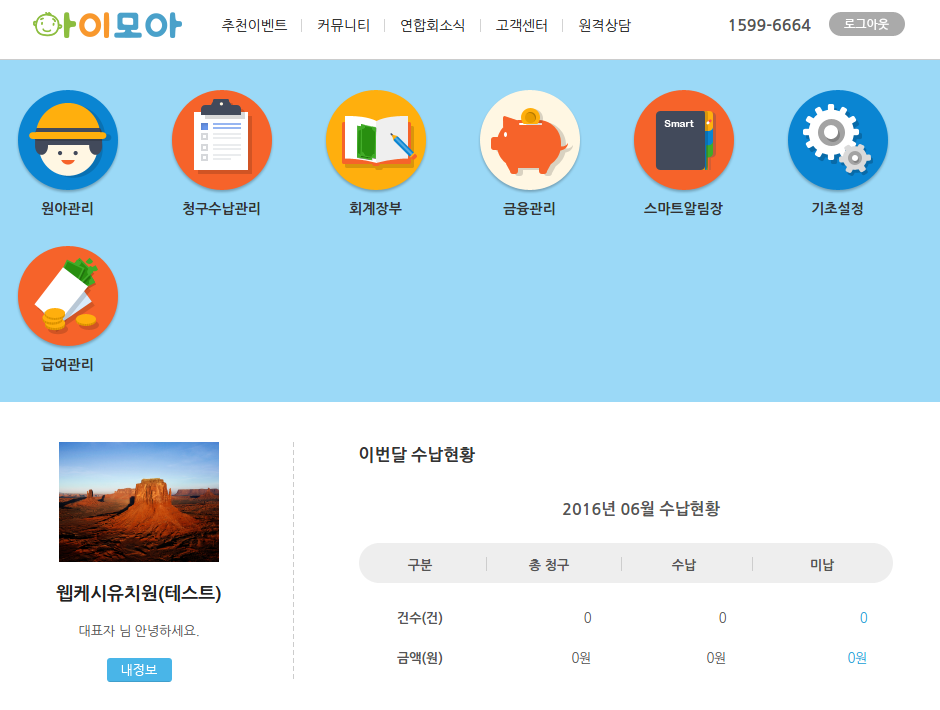 아이모아 추천이벤트 커뮤니티 연합회소식 고객센터 원격상담 1599-6664 로그아웃
Smart
원아관리 청구수납관리 회계장부 금융관리 스마트알림장 기초설정
급여관리
이번달 수납현황
2016년 06월 수납현황
구분 총 청구 수납 미납
웹케시유치원(테스트)
건수(건) 0 0 0
대표자 님 안녕하세요.
금액(원) 0원 0원 0원
내정보